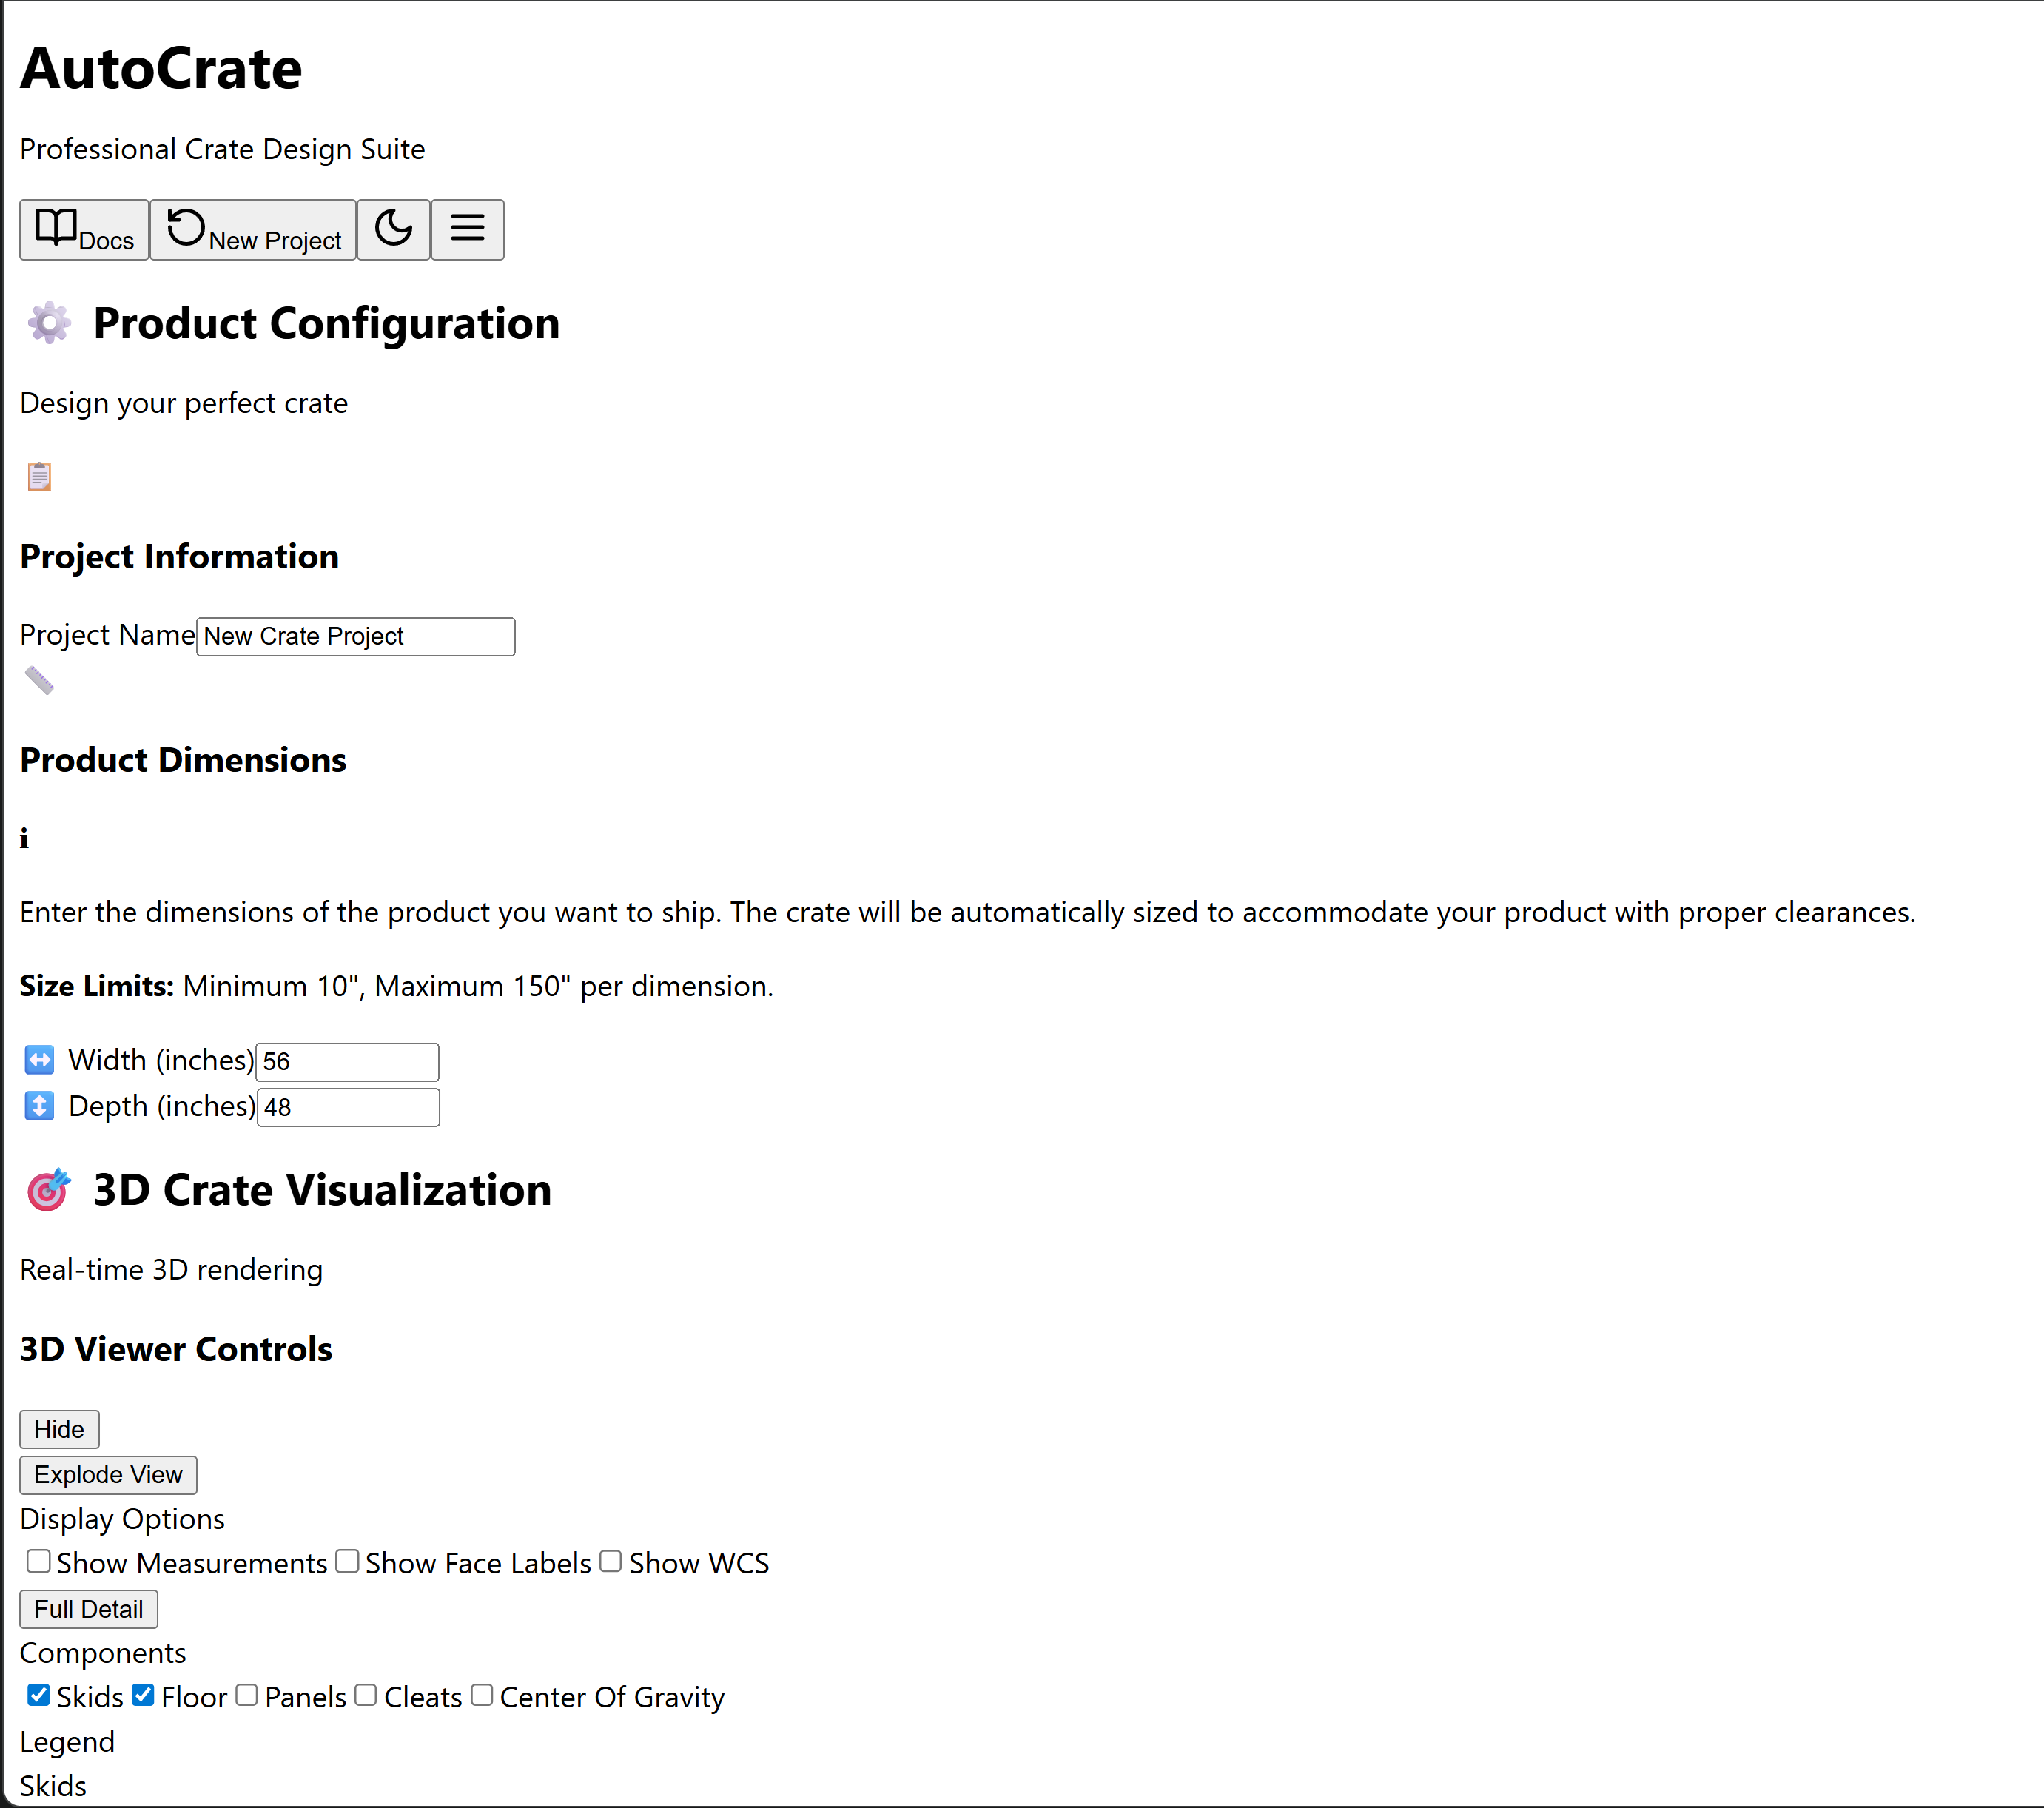 AutoCrate
Professional Crate Design Suite
Docs New Project
Product Configuration
Design your perfect crate
Project Information
Project Name New Crate Project
Product Dimensions
i
Enter the dimensions of the product you want to ship. The crate will be automatically sized to accommodate your product with proper clearances.
Size Limits: Minimum 10", Maximum 150" per dimension.
Width (inches) 56
Depth (inches) 48
3D Crate Visualization
Real-time 3D rendering
3D Viewer Controls
Hide
Explode View
Display Options
Show Measurements Show Face Labels Show WCS
Full Detail
Components
Skids Floor Panels Cleats Center Of Gravity
Legend
Skids